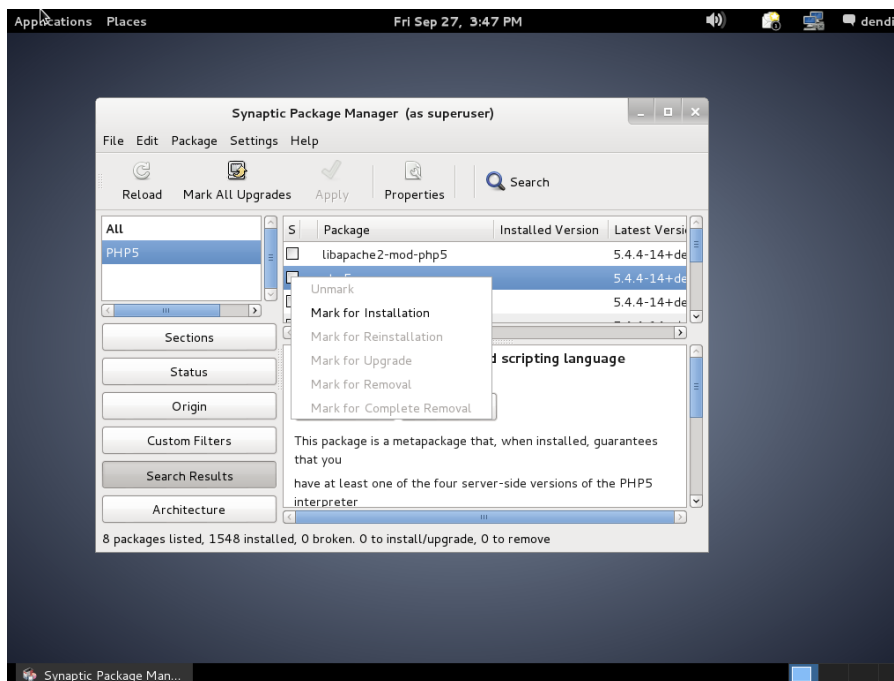 Applications Places Fri Sep 27, 3:47 PM dendi
Synaptic Package Manager (as superuser)
File Edit Package Settings Help
Reload Mark All Upgrades Apply Properties Search
All
PHP5
S Package Installed Version Latest Versi
libapache2-mod-php5 5.4.4-14+de
5.4.4-14+de
5.4.4-14+de
Unmark
Mark for Installation
Mark for Reinstallation
Mark for Upgrade
Mark for Removal
Mark for Complete Removal
Sections
Status
Origin
Custom Filters
Search Results
Architecture
scripting language
This package is a metapackage that, when installed, guarantees
that you
have at least one of the four server-side versions of the PHP5
interpreter
8 packages listed, 1548 installed, 0 broken. 0 to install/upgrade, 0 to remove
Synaptic Package Man...